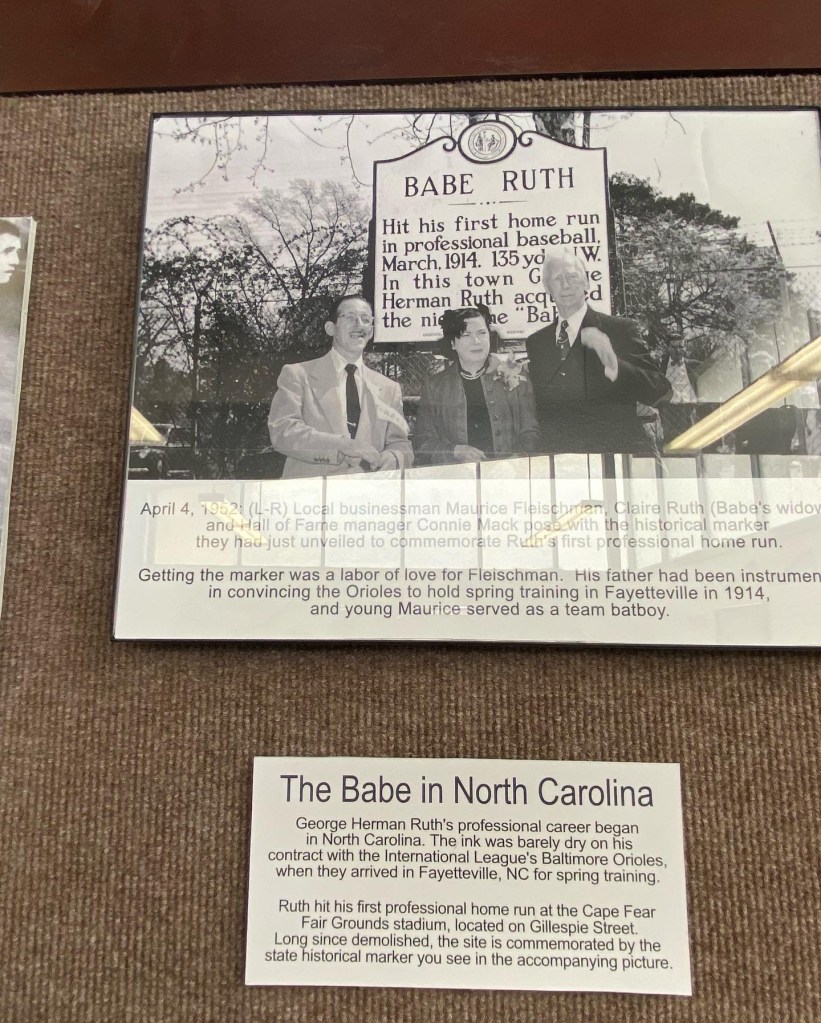 BABE RUTH
Hit his first home run
in professional baseball,
March, 1914. 135 yd W.
In this town G ge
Herman Ruth acqu ed
the nic me "Ba
April 4, 1952: (L-R) Local businessman Maurice Fleischman, Claire Ruth (Babe's widow
and Hall of Fame manager Connie Mack pose with the historical marker
they had just unveiled to commemorate Ruth's first professional home run.
Getting the marker was a labor of love for Fleischman. His father had been instrumen
in convincing the Orioles to hold spring training in Fayetteville in 1914,
and young Maurice served as a team batboy.
The Babe in North Carolina
George Herman Ruth's professional career began
in North Carolina. The ink was barely dry on his
contract with the International League's Baltimore Orioles,
when they arrived in Fayetteville, NC for spring training.
Ruth hit his first professional home run at the Cape Fear
Fair Grounds stadium, located on Gillespie Street.
Long since demolished, the site is commemorated by the
state historical marker you see in the accompanying picture.